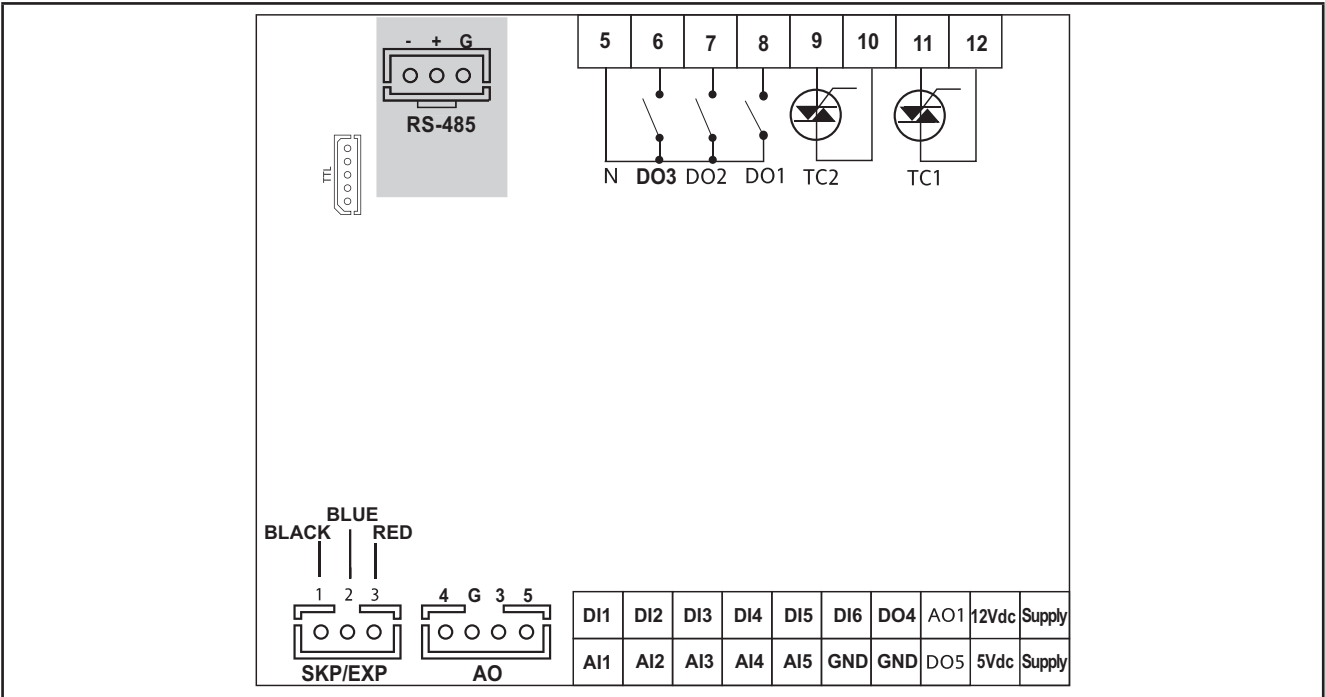 - + G
RS-485
TTL
5 6 7 8 9 10 11 12
N DO3 DO2 DO1 TC2 TC1
BLUE
BLACK RED
1 2 3
SKP/EXP
4 G 3 5
AO
DI1 DI2 DI3 DI4 DI5 DI6 DO4 AO1 12Vdc Supply
AI1 AI2 AI3 AI4 AI5 GND GND DO5 5Vdc Supply